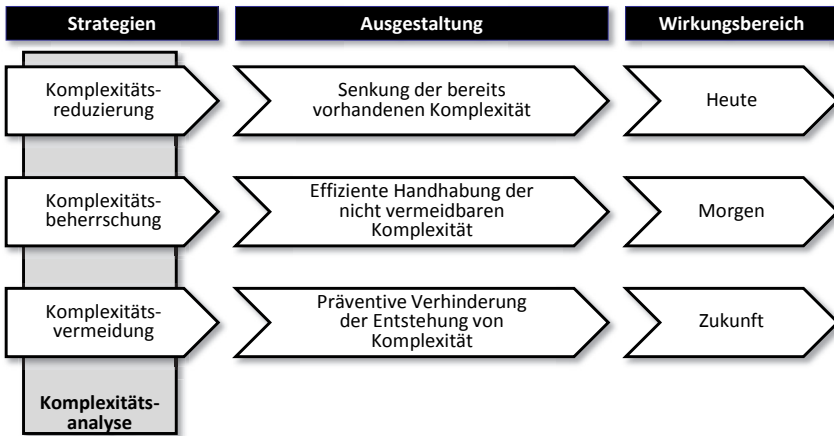 Strategien
Ausgestaltung
Wirkungsbereich
Komplexitäts-
reduzierung
Senkung der bereits
vorhandenen Komplexität
Heute
Komplexitäts-
beherrschung
Effiziente Handhabung der
nicht vermeidbaren
Komplexität
Morgen
Komplexitäts-
vermeidung
Präventive Verhinderung
der Entstehung von
Komplexität
Zukunft
Komplexitäts-
analyse